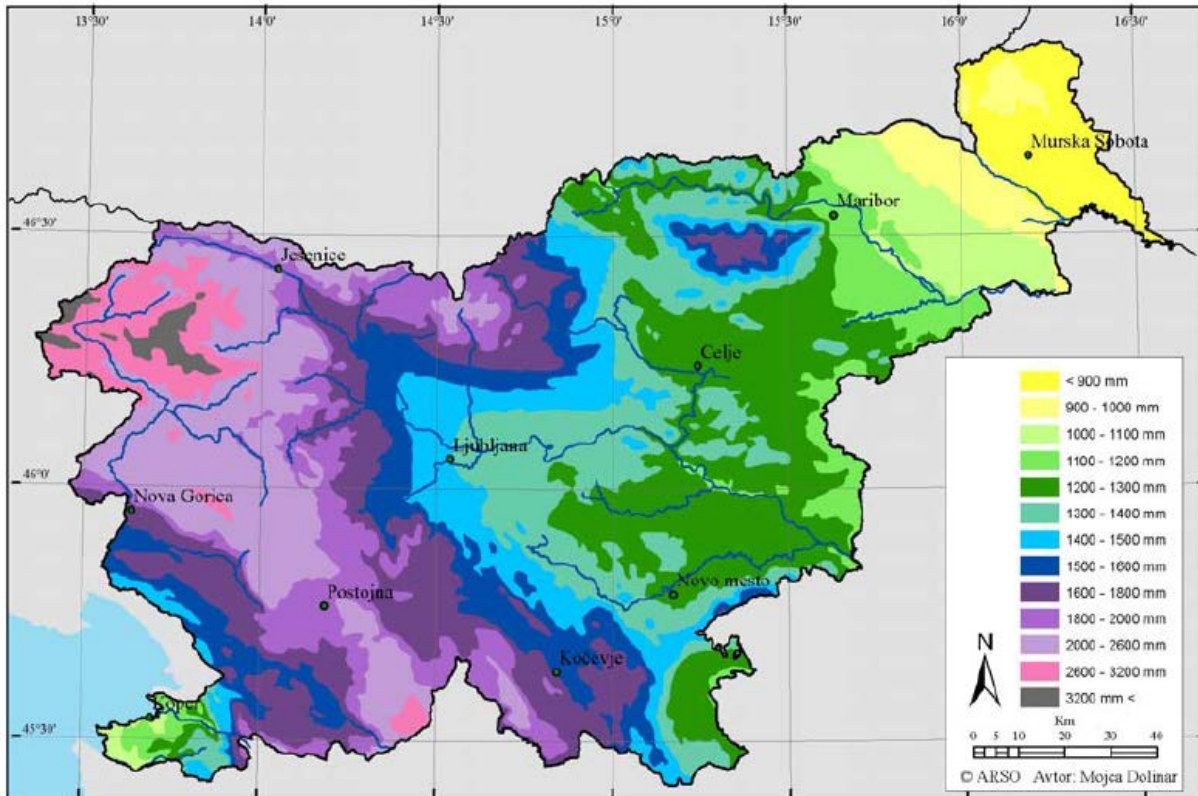 13°30' 14°0' 14°30' 15°0' 15°30' 16°0' 16°30'
Murska Sobota
Maribor
46°30'
Jesenice
Celje
Ljubljana
46°0'
Nova Gorica
Novo mesto
Postojna
Kočevje
Koper
45°30'
< 900 mm
900 - 1000 mm
1000 - 1100 mm
1100 - 1200 mm
1200 - 1300 mm
1300 - 1400 mm
1400 - 1500 mm
1500 - 1600 mm
1600 - 1800 mm
1800 - 2000 mm
2000 - 2600 mm
2600 - 3200 mm
3200 mm <
N
Km
0 5 10 20 30 40
© ARSO Avtor: Mojca Dolinar